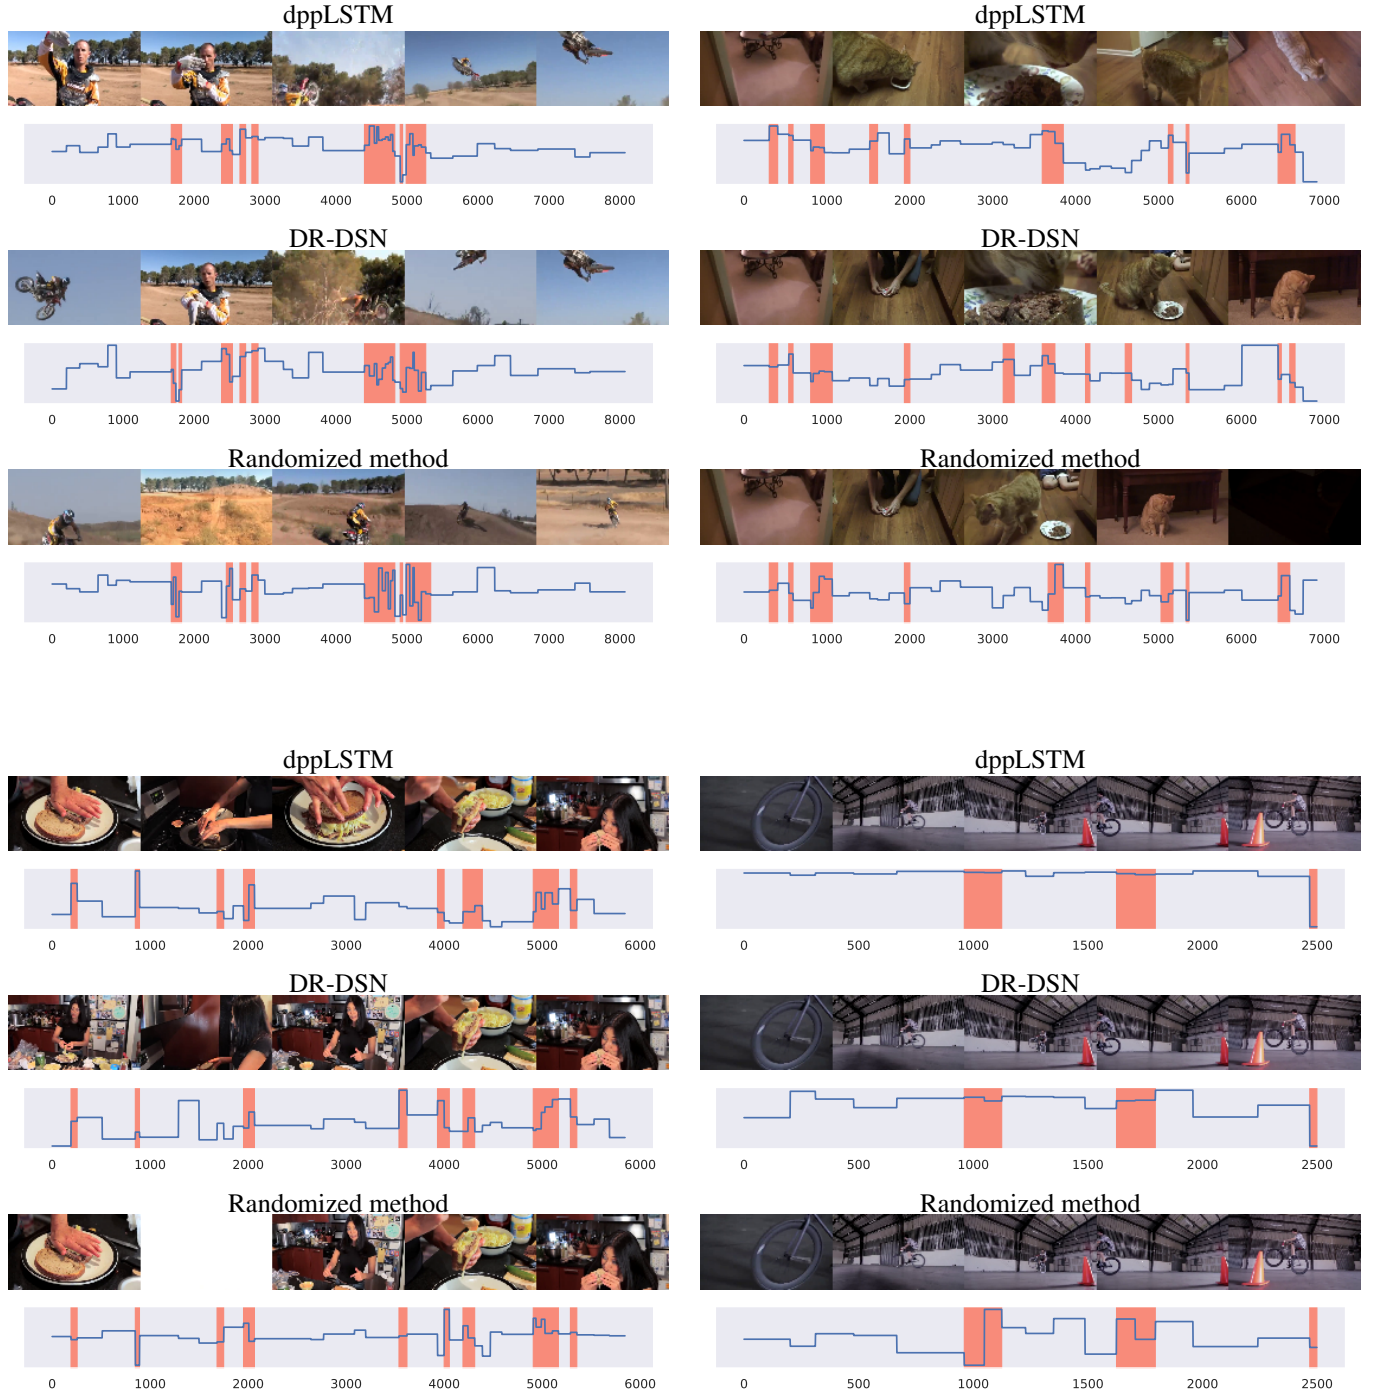 dppLSTM
0 1000 2000 3000 4000 5000 6000 7000 8000
DR-DSN
0 1000 2000 3000 4000 5000 6000 7000 8000
Randomized method
0 1000 2000 3000 4000 5000 6000 7000 8000
dppLSTM
0 1000 2000 3000 4000 5000 6000 7000
DR-DSN
0 1000 2000 3000 4000 5000 6000 7000
Randomized method
0 1000 2000 3000 4000 5000 6000 7000
dppLSTM
0 1000 2000 3000 4000 5000 6000
DR-DSN
0 1000 2000 3000 4000 5000 6000
Randomized method
0 1000 2000 3000 4000 5000 6000
dppLSTM
0 500 1000 1500 2000 2500
DR-DSN
0 500 1000 1500 2000 2500
Randomized method
0 500 1000 1500 2000 2500